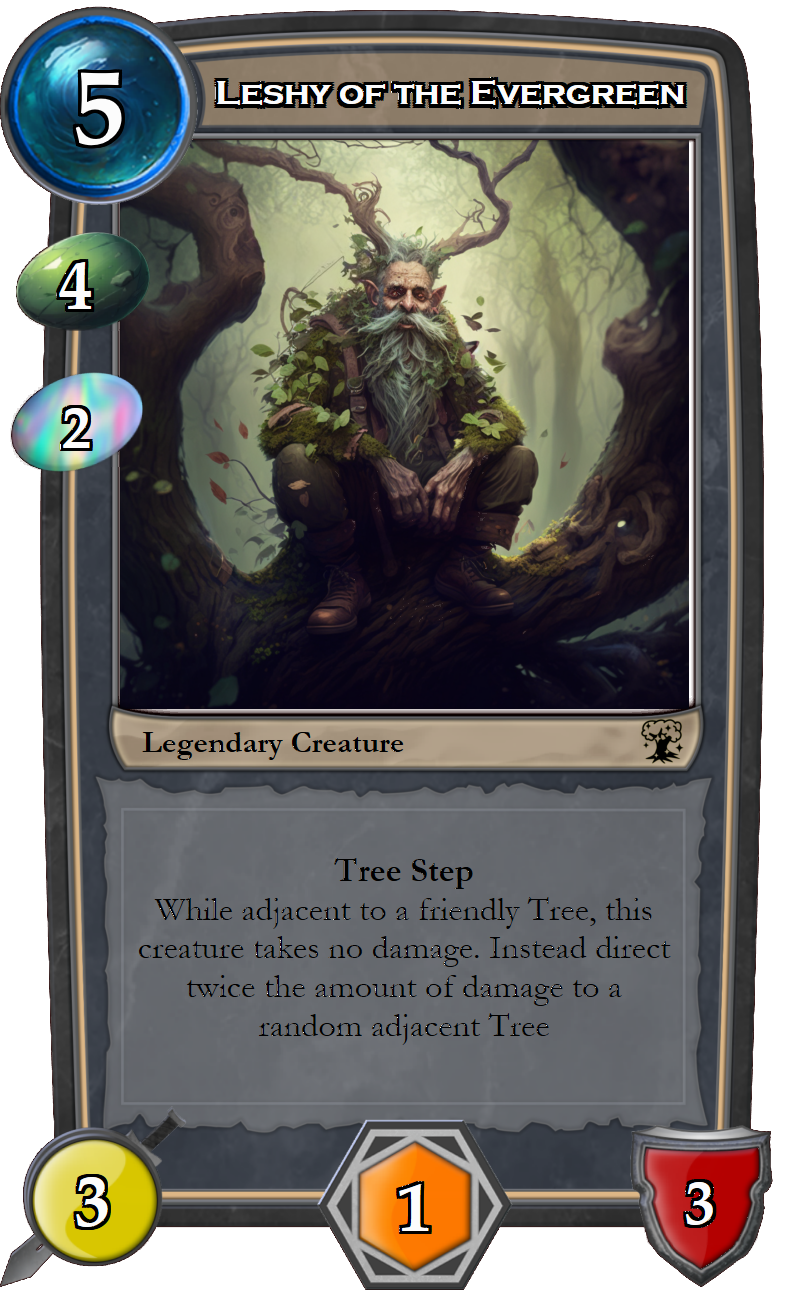 5
Leshy of the Evergreen
4
2
Legendary Creature
Tree Step
While adjacent to a friendly Tree, this
creature takes no damage. Instead direct
twice the amount of damage to a
random adjacent Tree
3
1
3